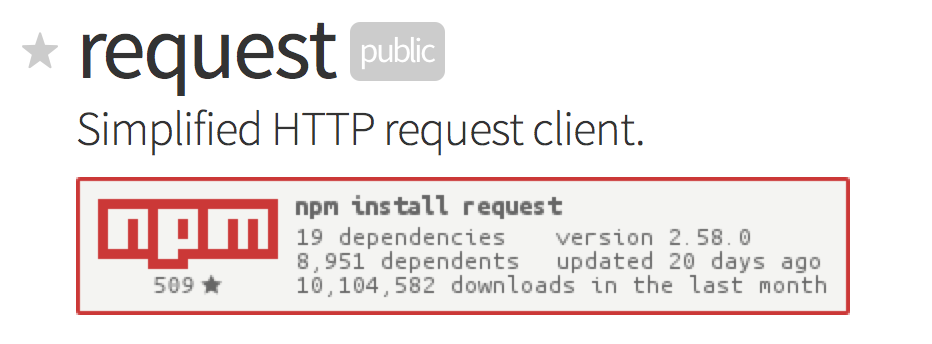 request public
Simplified HTTP request client.
npm
509 ★
npm install request
19 dependencies version 2.58.0
8,951 dependents updated 20 days ago
10,104,582 downloads in the last month